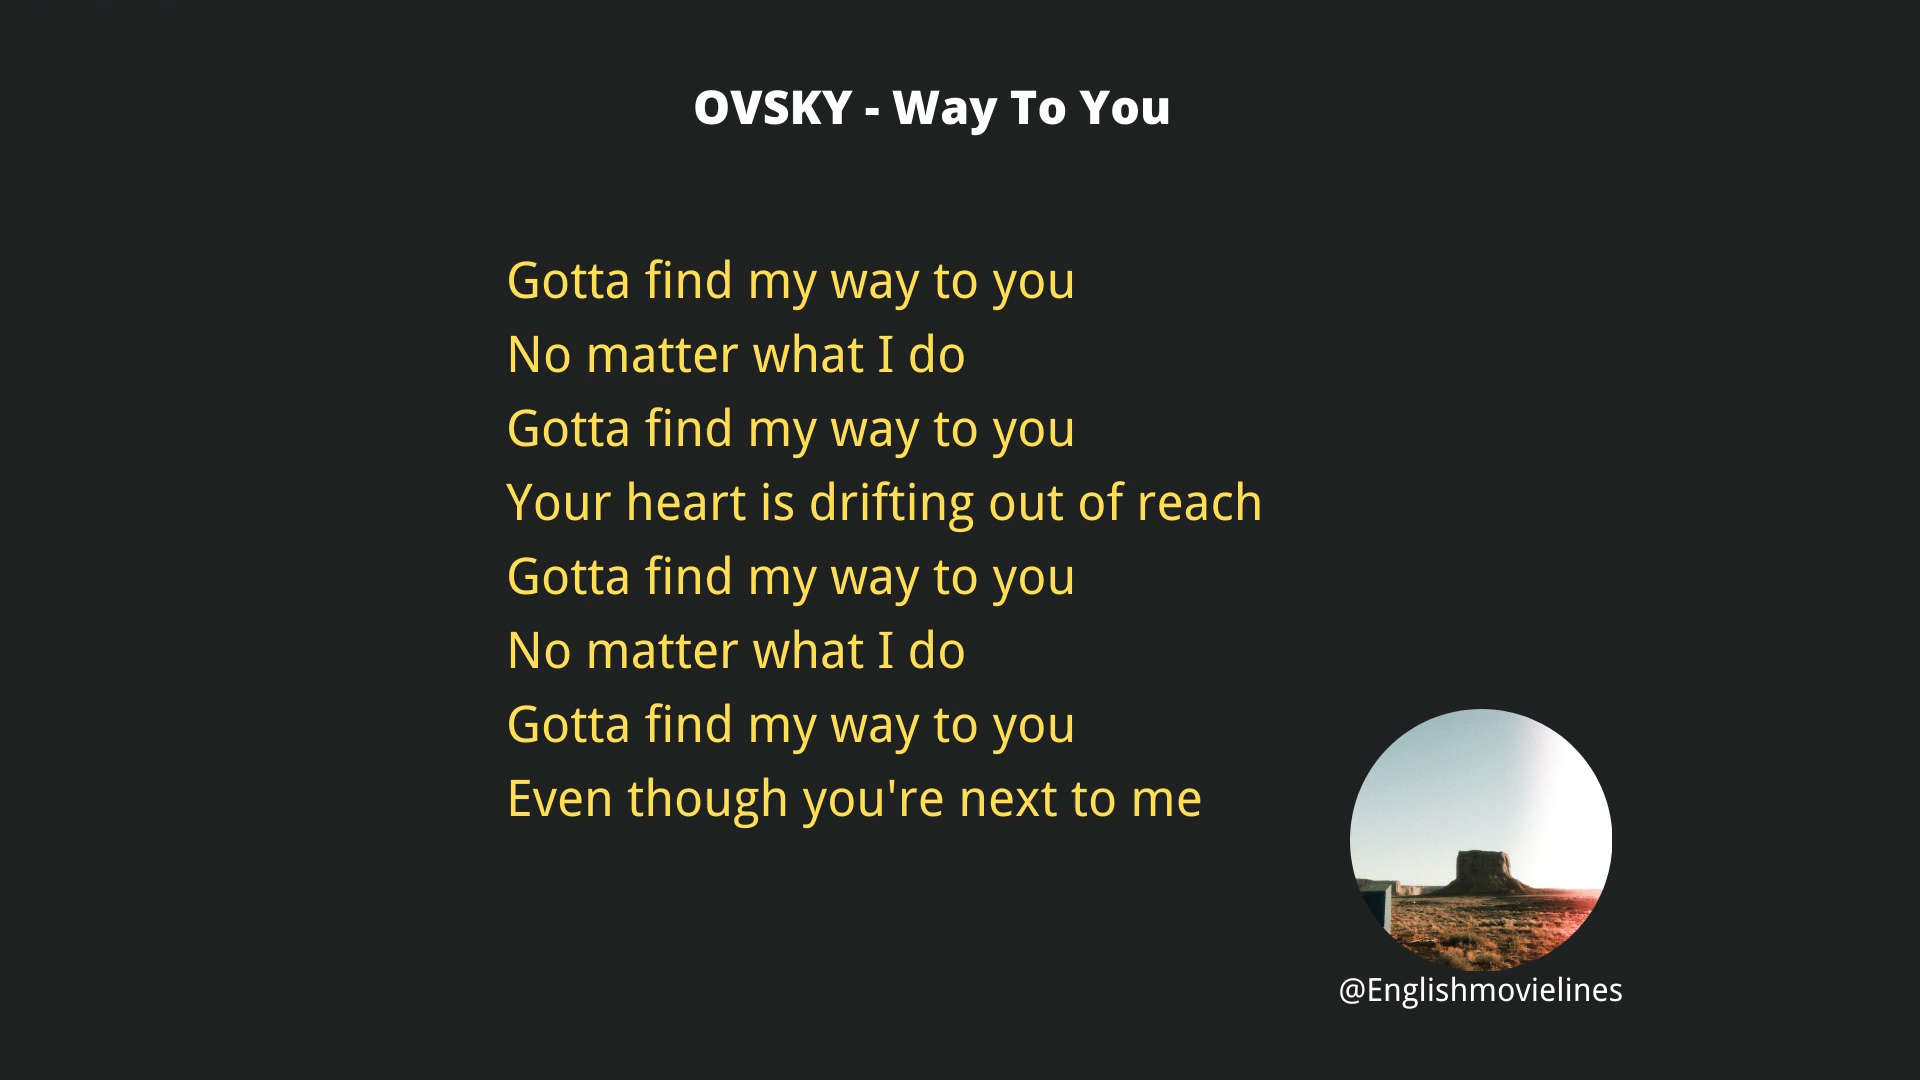 OVSKY - Way To You
Gotta find my way to you
No matter what I do
Gotta find my way to you
Your heart is drifting out of reach
Gotta find my way to you
No matter what I do
Gotta find my way to you
Even though you're next to me
@Englishmovielines